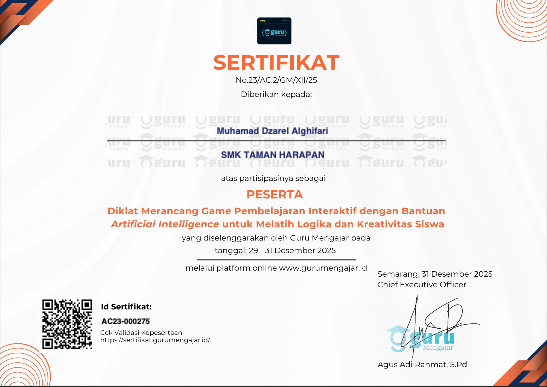 guru
SERTIFIKAT
No.23/AC.2/GM/XII/25
Diberikan kepada:
Muhamad Dzarel Alghifari
SMK TAMAN HARAPAN
atas partisipasinya sebagai
PESERTA
Diklat Merancang Game Pembelajaran Interaktif dengan Bantuan
Artificial Intelligence untuk Melatih Logika dan Kreativitas Siswa
yang diselenggarakan oleh Guru Mengajar pada
tanggal: 29 - 31 Desember 2025
melalui platform online www.gurumengajar.id
Semarang, 31 Desember 2025
Chief Executive Officer
Id Sertifikat:
AC23-000275
Cek Validasi Kepesertaan:
https://sertifikat.gurumengajar.id/
guru
Mengajar
Agus Adi Rahmat, S.Pd